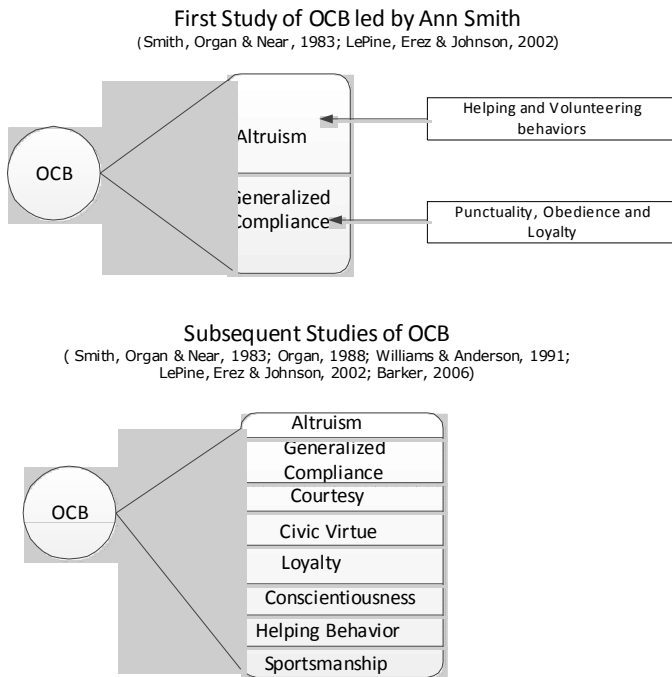 First Study of OCB led by Ann Smith
(Smith, Organ & Near, 1983; LePine, Erez & Johnson, 2002)
Helping and Volunteering
behaviors
Altruism
OCB
Generalized
Compliance
Punctuality, Obedience and
Loyalty
Subsequent Studies of OCB
( Smith, Organ & Near, 1983; Organ, 1988; Williams & Anderson, 1991;
LePine, Erez & Johnson, 2002; Barker, 2006)
Altruism
Generalized
Compliance
Courtesy
OCB
Civic Virtue
Loyalty
Conscientiousness
Helping Behavior
Sportsmanship